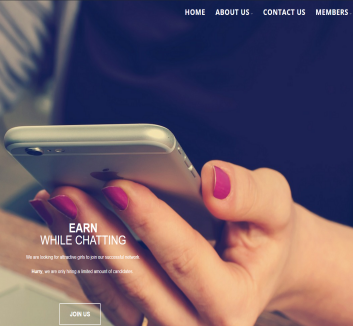 HOME ABOUT US CONTACT US MEMBERS
EARN
WHILE CHATTING
We are looking for attractive girls to join our successful network
Hurry, we are only hiring a limited amount of candidates.
JOIN US